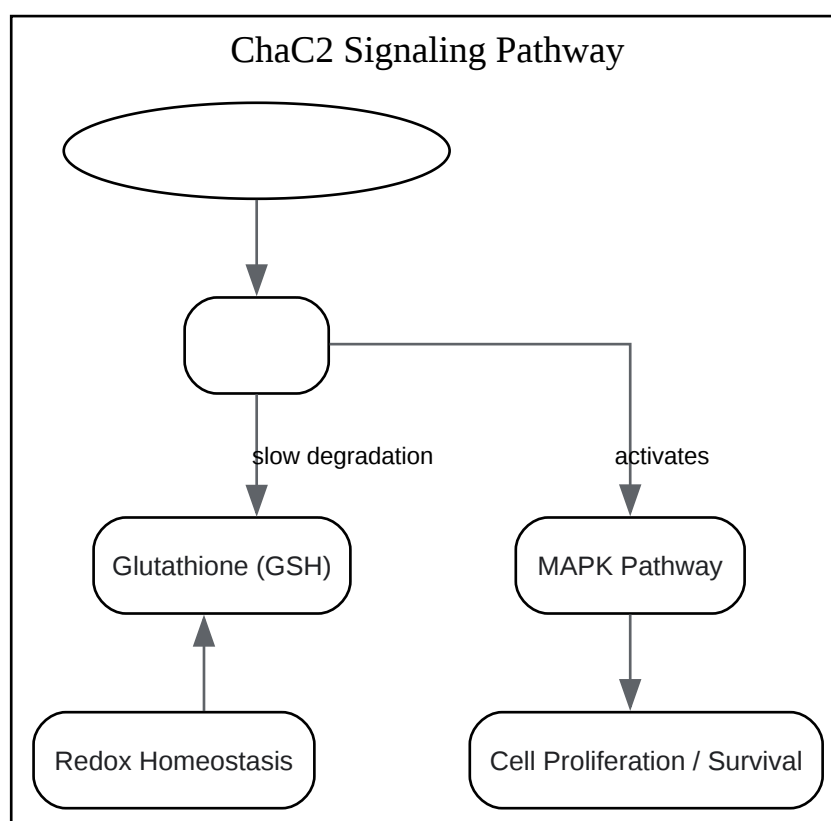 ChaC2 Signaling Pathway
slow degradation
activates
Glutathione (GSH)
MAPK Pathway
Redox Homeostasis
Cell Proliferation / Survival